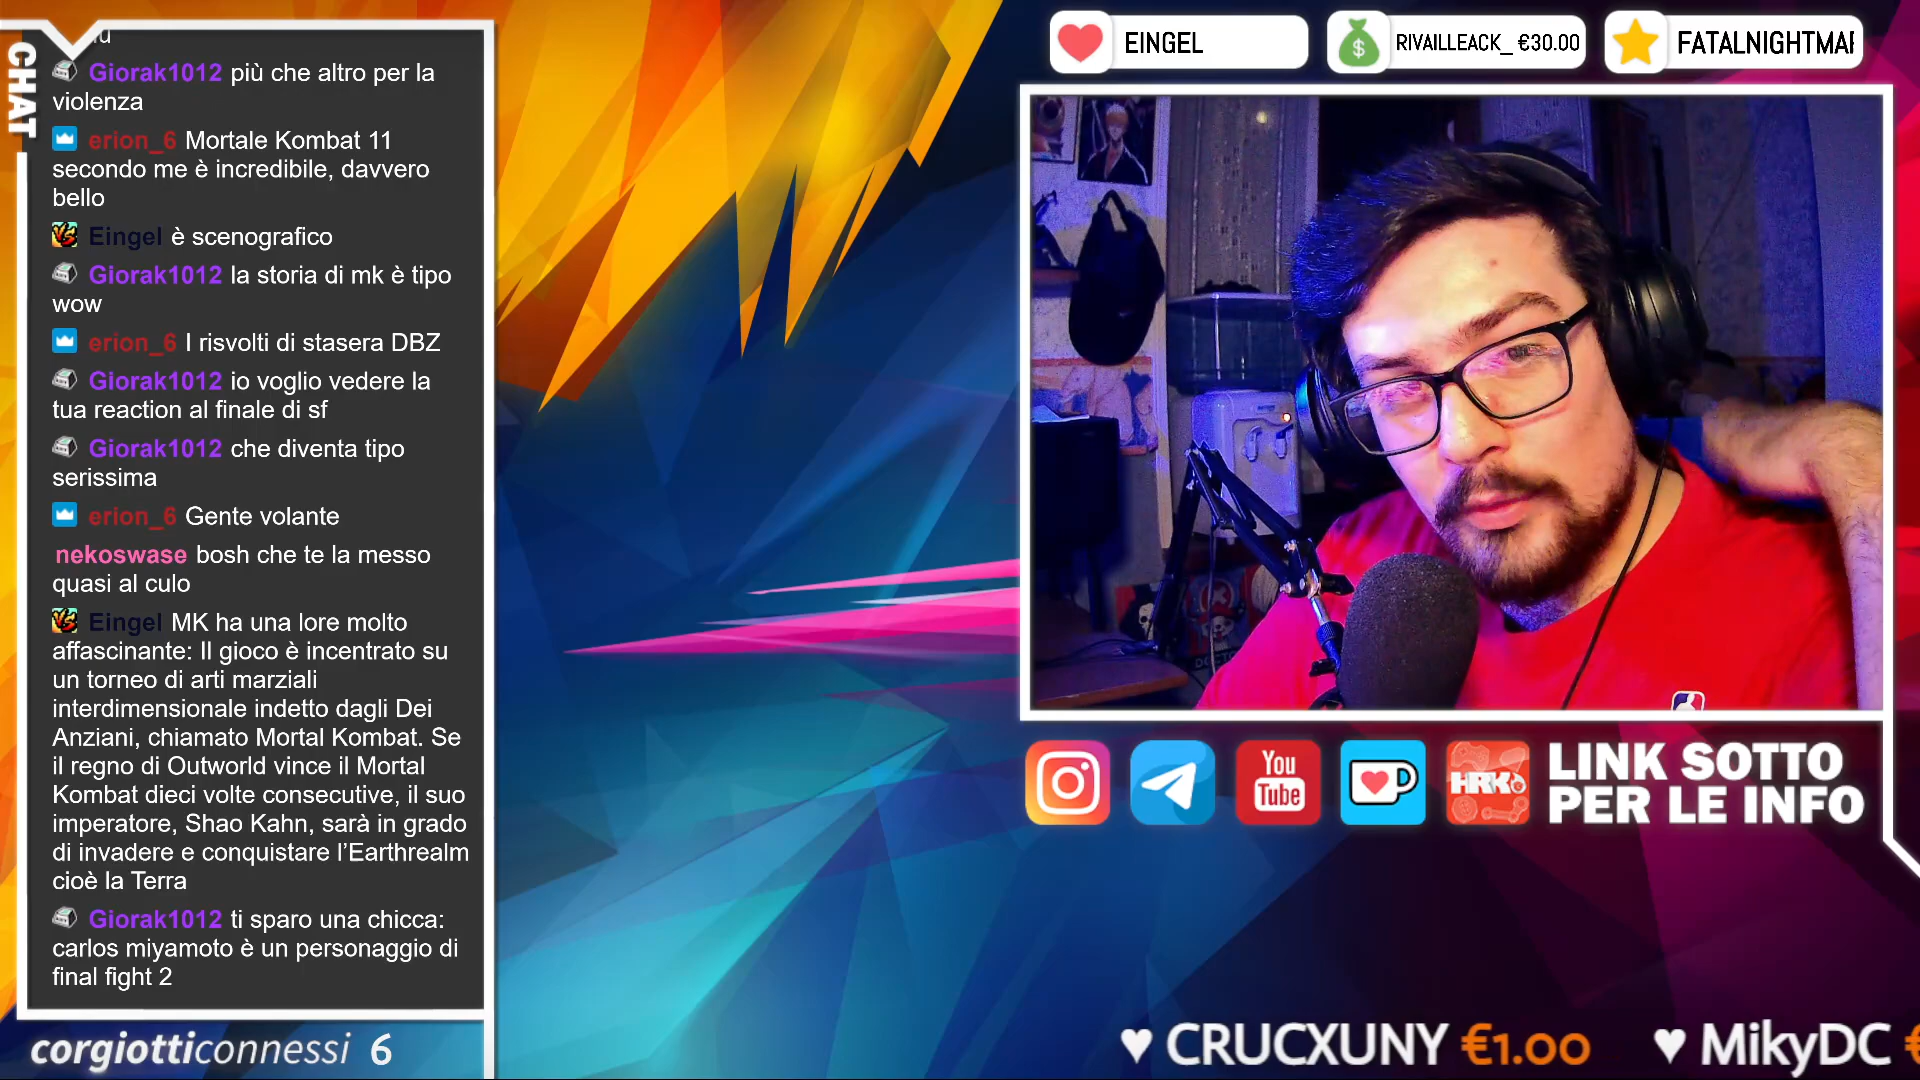 CHAT
Giorak1012 più che altro per la
violenza
erion_6 Mortale Kombat 11
secondo me è incredibile, davvero
bello
Eingel è scenografico
Giorak1012 la storia di mk è tipo
wow
erion_6 I risvolti di stasera DBZ
Giorak1012 io voglio vedere la
tua reaction al finale di sf
Giorak1012 che diventa tipo
serissima
erion_6 Gente volante
nekoswase bosh che te la messo
quasi al culo
Eingel MK ha una lore molto
affascinante: Il gioco è incentrato su
un torneo di arti marziali
interdimensionale indetto dagli Dei
Anziani, chiamato Mortal Kombat. Se
il regno di Outworld vince il Mortal
Kombat dieci volte consecutive, il suo
imperatore, Shao Kahn, sarà in grado
di invadere e conquistare l’Earthrealm
cioè la Terra
Giorak1012 ti sparo una chicca:
carlos miyamoto è un personaggio di
final fight 2
corgiotticonnessi 6
EINGEL
RIVAILLEACK_ €30.00
FATALNIGHTMAR
You
Tube
HRK
LINK SOTTO
PER LE INFO
CRUCXUNY €1.00
MikyDC €